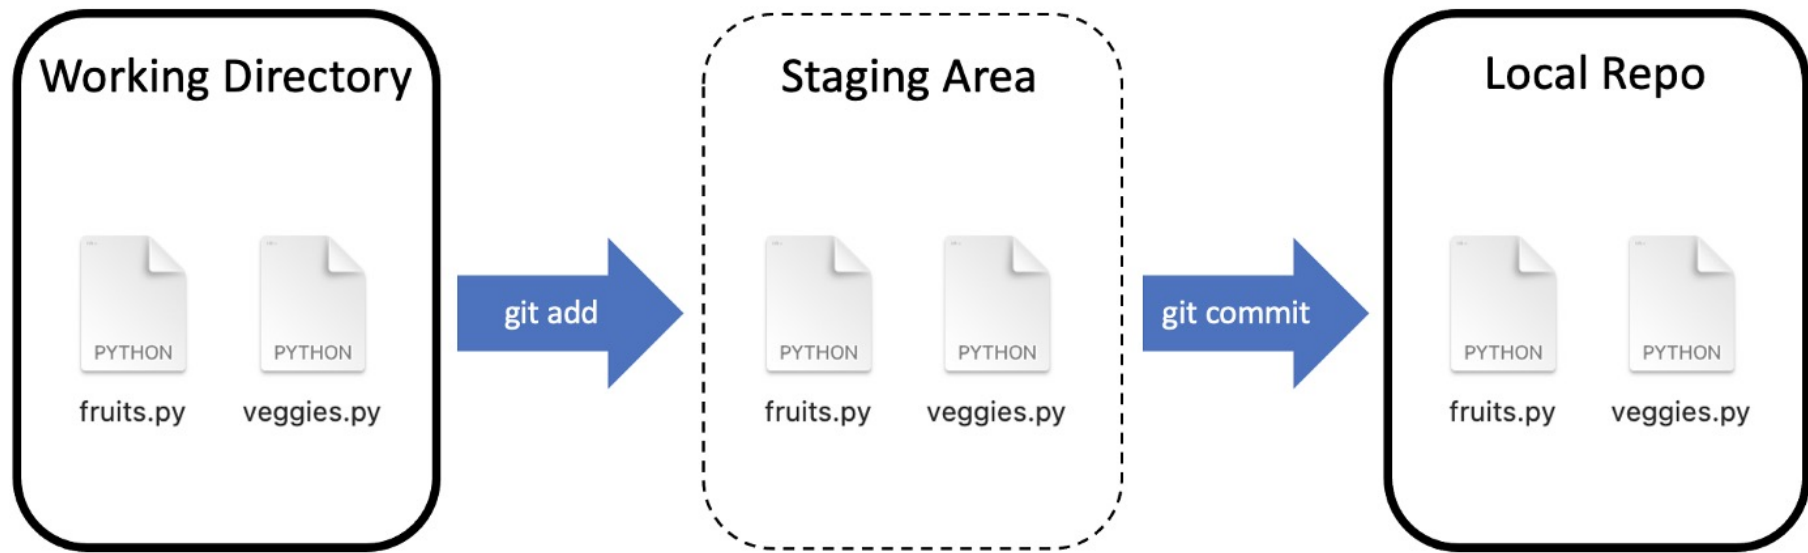 Working Directory
Staging Area
Local Repo
PYTHON
PYTHON
fruits.py
veggies.py
git add
PYTHON
PYTHON
fruits.py
veggies.py
git commit
PYTHON
PYTHON
fruits.py
veggies.py